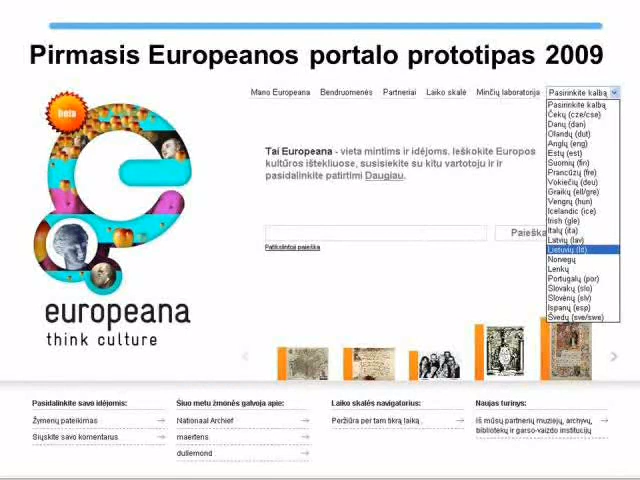 Pirmasis Europeanos portalo prototipas 2009
beta
europeana
think culture
Mano Europeana Bendruomenės Partneriai Laiko skalė Minčių laboratorija Pasirinkite kalbą
Pasirinkite kalbą
Čekų (cze/cse)
Danų (dan)
Olandų (dut)
Anglų (eng)
Estų (est)
Suomių (fin)
Prancūzų (fre)
Vokiečių (deu)
Graikų (ell/gre)
Vengrų (hun)
Icelandic (ice)
Irish (gle)
Italų (ita)
Latvių (lav)
Lietuvių (lit)
Norvegų
Lenkų
Portugalų (por)
Slovakų (slo)
Slovėnų (slv)
Ispanų (esp)
Švedų (sve/swe)
Tai Europeana - vieta mintims ir idėjoms. Ieškokite Europos
kultūros ištekliuose, susisiekite su kitu vartotoju ir ir
pasidalinkite patirtimi Daugiau.
Paieška
Patikslintoji paieška
Pasidalinkite savo idėjomis:
Žymenų pateikimas
Siųskite savo komentarus
Šiuo metu žmonės galvoja apie:
Nationaal Archief
maertens
dullemond
Laiko skalės navigatorius:
Peržiūra per tam tikrą laiką .
Naujas turinys:
Iš mūsų partnerių muziejų, archyvų,
bibliotekų ir garso-vaizdo institucijų